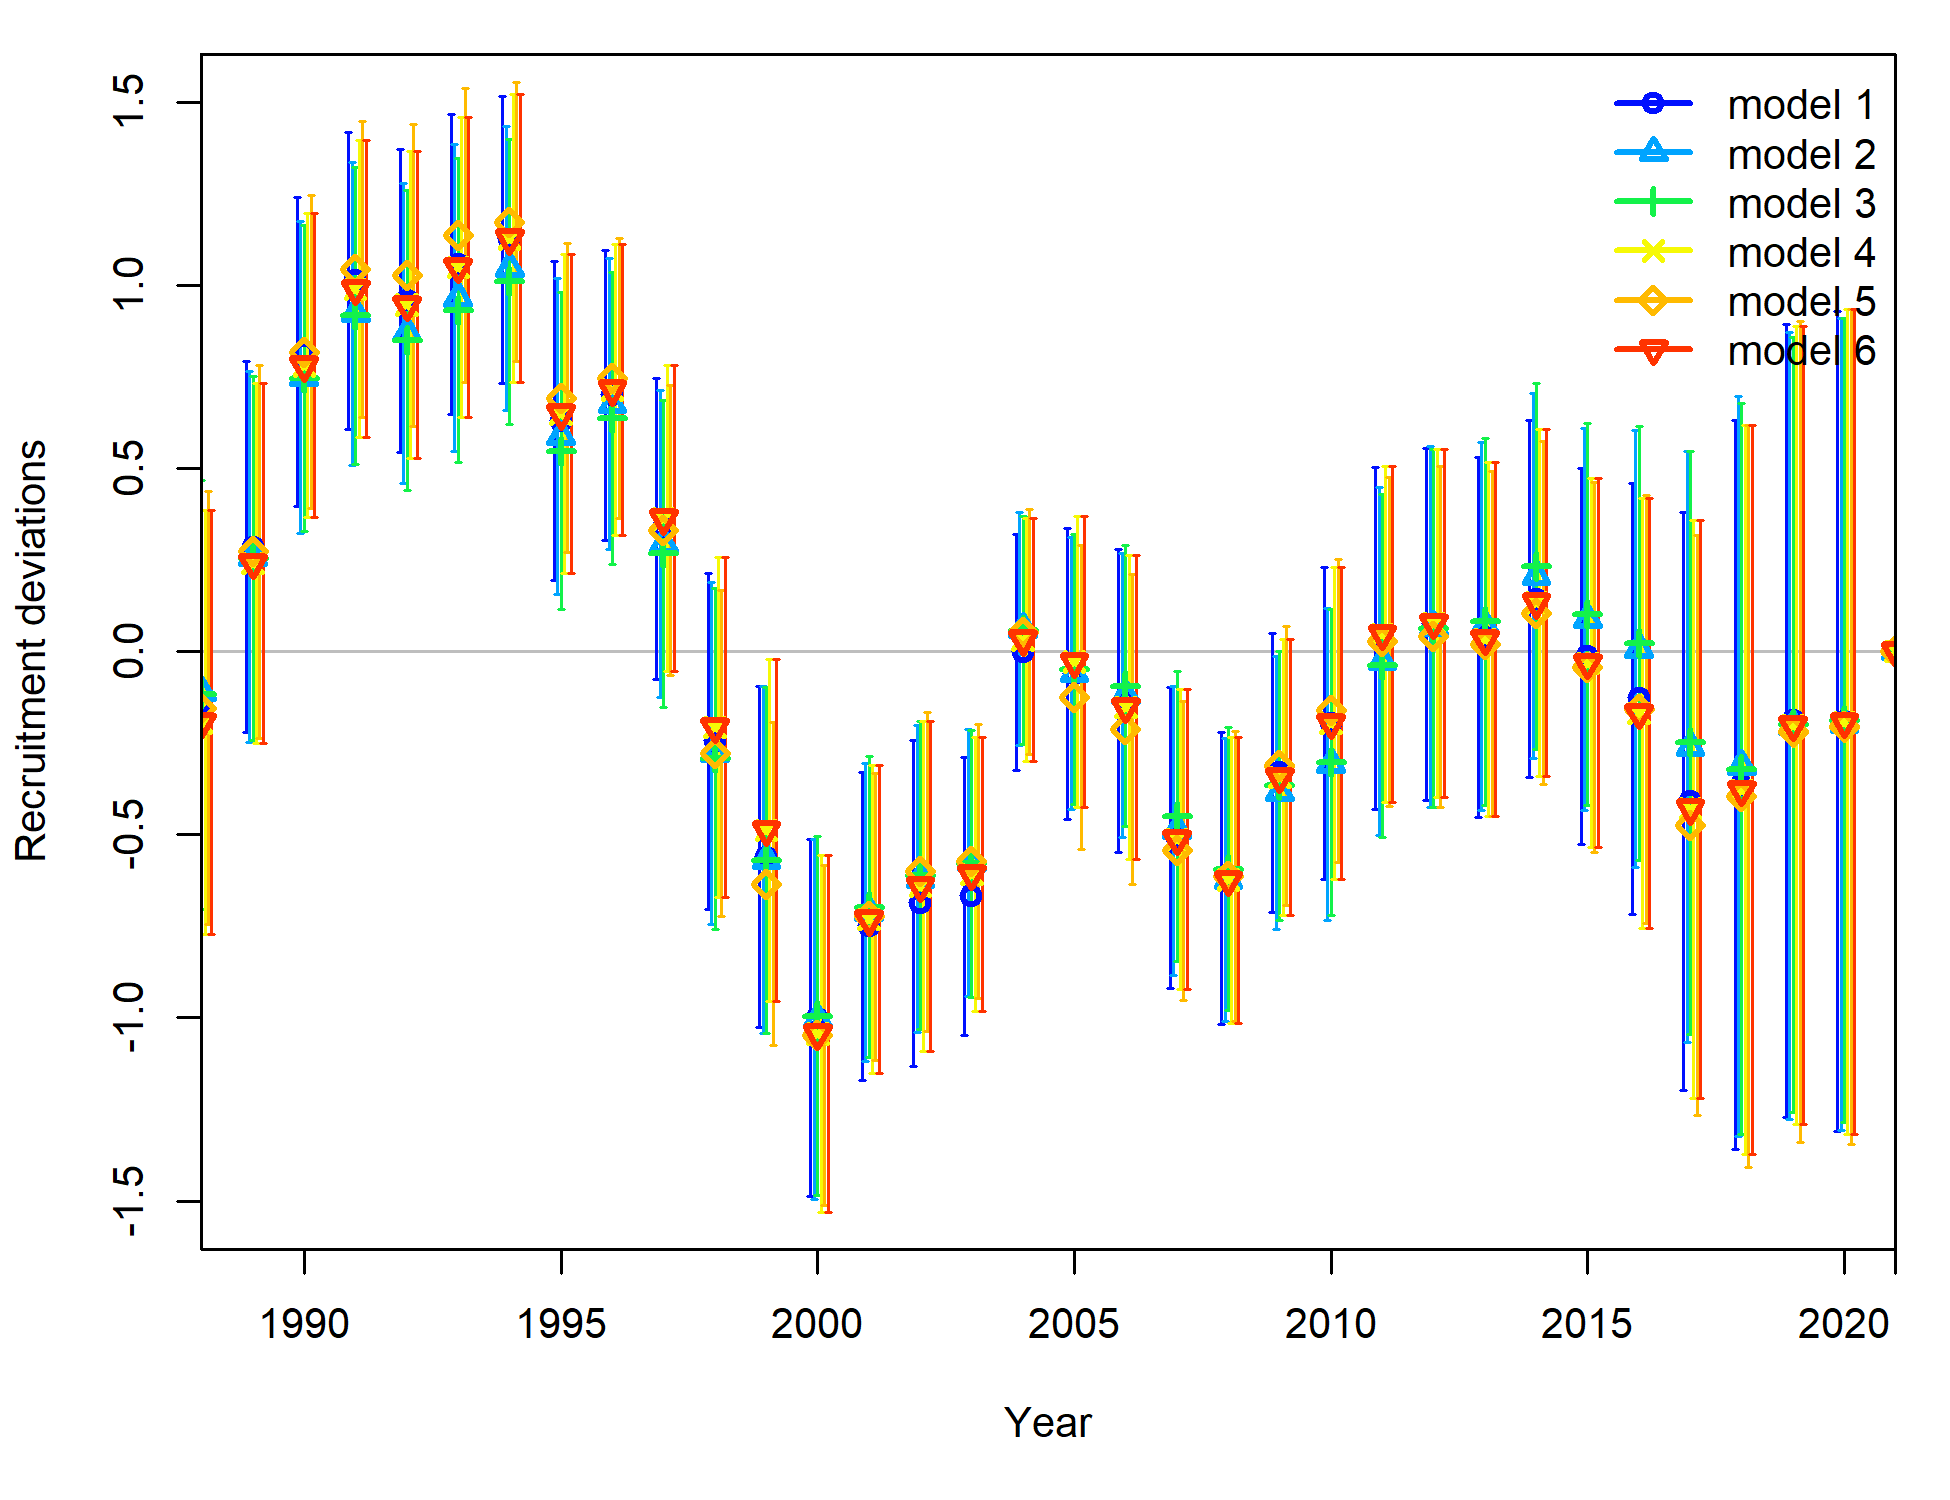 1.5
1.0
0.5
0.0
-0.5
-1.0
-1.5
Recruitment deviations
model 1
model 2
model 3
model 4
model 5
model 6
1990 1995 2000 2005 2010 2015 2020
Year